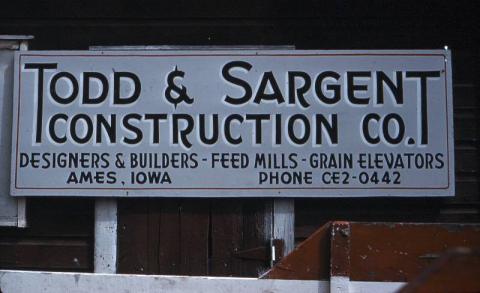 TODD & SARGENT
CONSTRUCTION CO.
DESIGNERS & BUILDERS - FEED MILLS - GRAIN ELEVATORS
AMES, IOWA PHONE CE2-0442